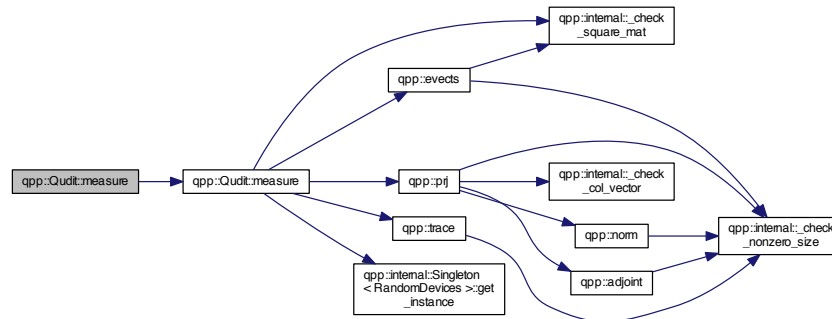 qpp::Qudit::measure
qpp::Qudit::measure
qpp::internal::_check
_square_mat
qpp::evects
qpp::prj
qpp::internal::_check
_col_vector
qpp::trace
qpp::norm
qpp::internal::_check
_nonzero_size
qpp::internal::Singleton
< RandomDevices >::get
_instance
qpp::adjoint